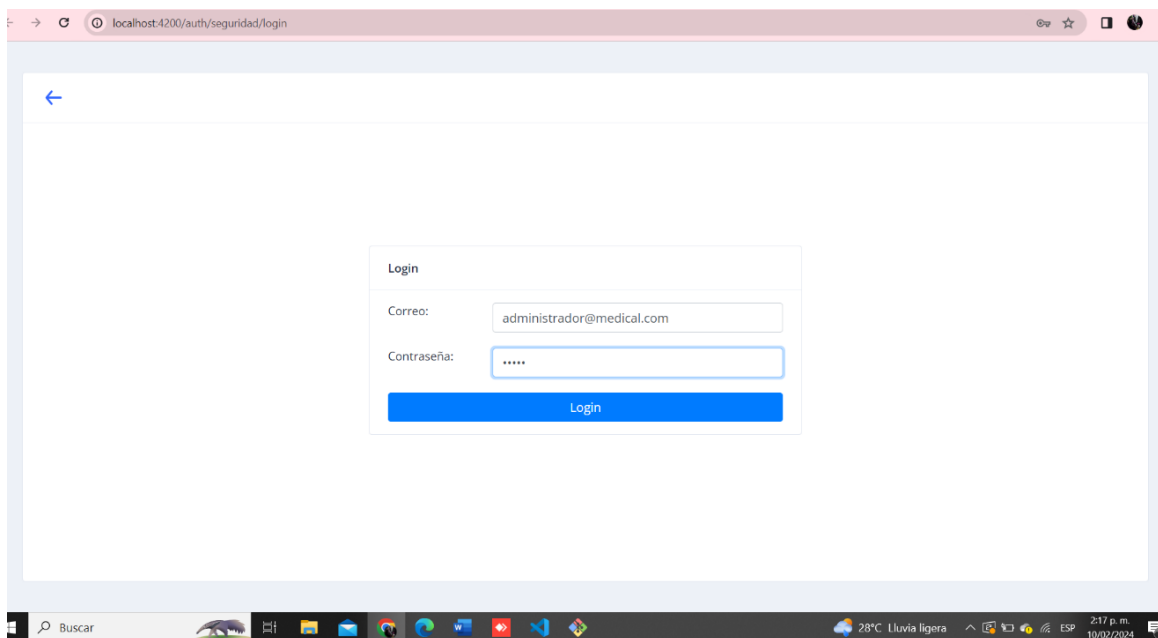 localhost:4200/auth/seguridad/login
Login
Correo:
administrador@medical.com
Contraseña:
•••••
Login
Buscar
28°C Lluvia ligera
ESP
2:17 p. m.
10/02/2024